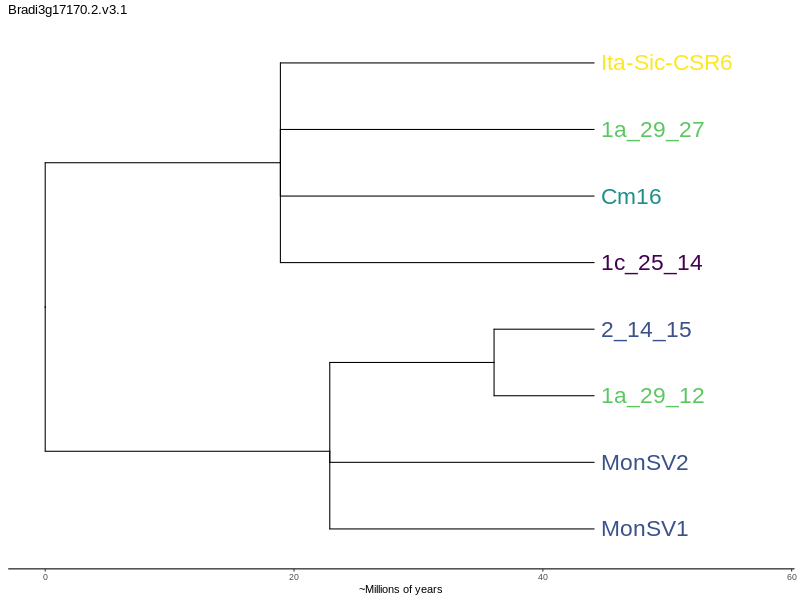 Bradi3g17170.2.v3.1
Ita-Sic-CSR6
1a_29_27
Cm16
1c_25_14
2_14_15
1a_29_12
MonSV2
MonSV1
0 20 40 60
~Millions of years